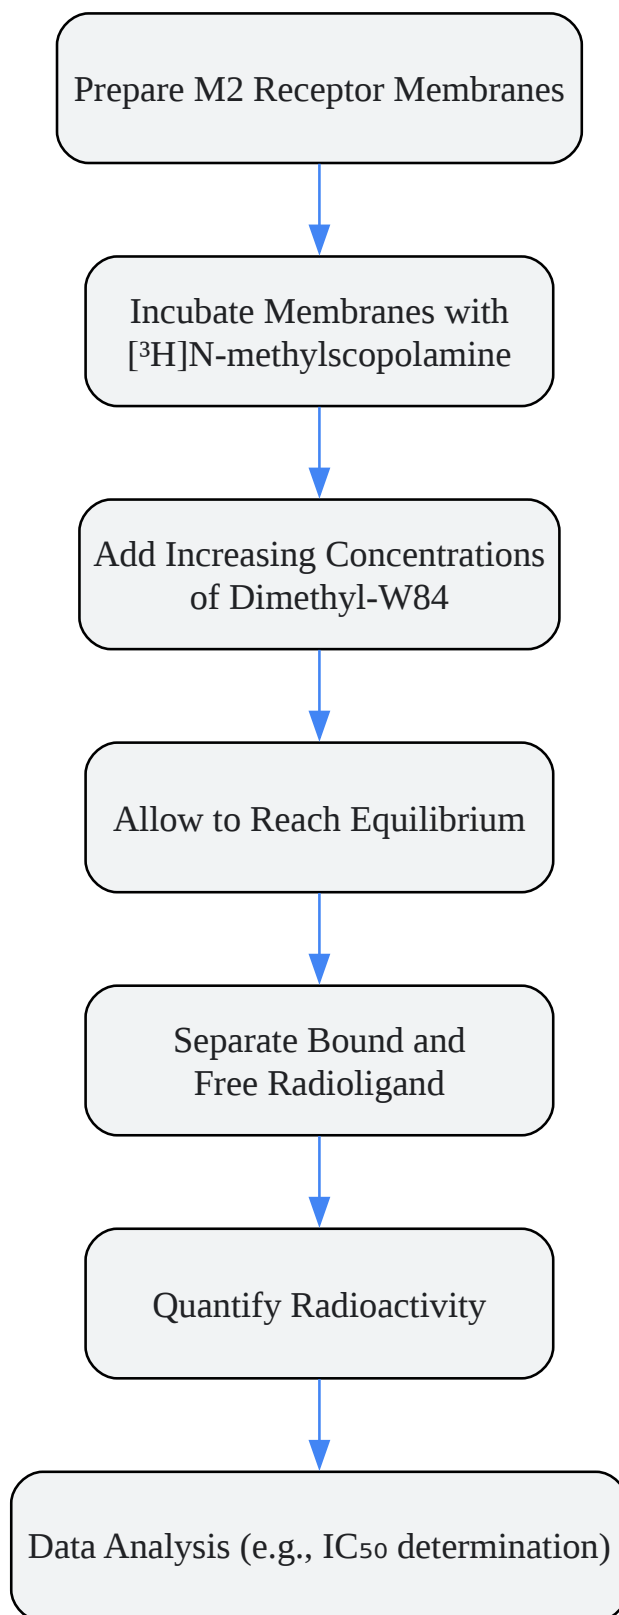 Prepare M2 Receptor Membranes
Incubate Membranes with
[³H]N-methylscopolamine
Add Increasing Concentrations
of Dimethyl-W84
Allow to Reach Equilibrium
Separate Bound and
Free Radioligand
Quantify Radioactivity
Data Analysis (e.g., IC₅₀ determination)